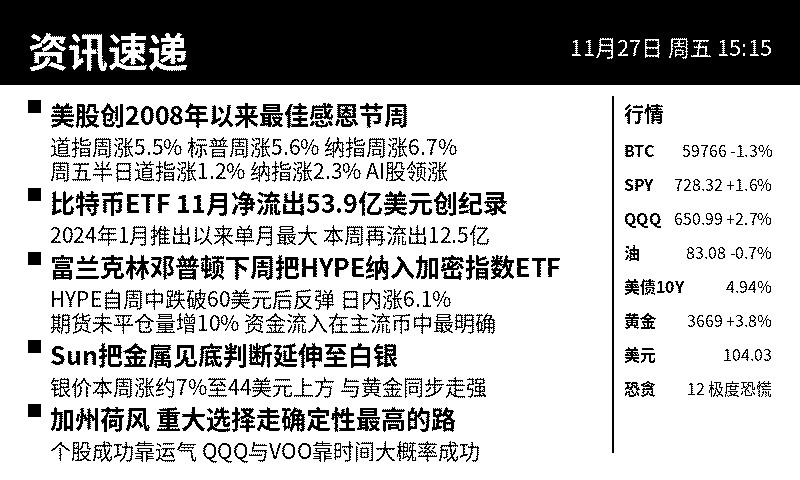 资讯速递
11月27日 周五 15:15
美股创2008年以来最佳感恩节周
道指周涨5.5% 标普周涨5.6% 纳指周涨6.7%
周五半日道指涨1.2% 纳指涨2.3% AI股领涨
比特币ETF 11月净流出53.9亿美元创纪录
2024年1月推出以来单月最大 本周再流出12.5亿
富兰克林邓普顿下周把HYPE纳入加密指数ETF
HYPE自周中跌破60美元后反弹 日内涨6.1%
期货未平仓量增10% 资金流入在主流币中最明确
Sun把金属见底判断延伸至白银
银价本周涨约7%至44美元上方 与黄金同步走强
加州荷风 重大选择走确定性最高的路
个股成功靠运气 QQQ与VOO靠时间大概率成功
行情
BTC 59766 -1.3%
SPY 728.32 +1.6%
QQQ 650.99 +2.7%
油 83.08 -0.7%
美债10Y 4.94%
黄金 3669 +3.8%
美元 104.03
恐贪 12 极度恐慌